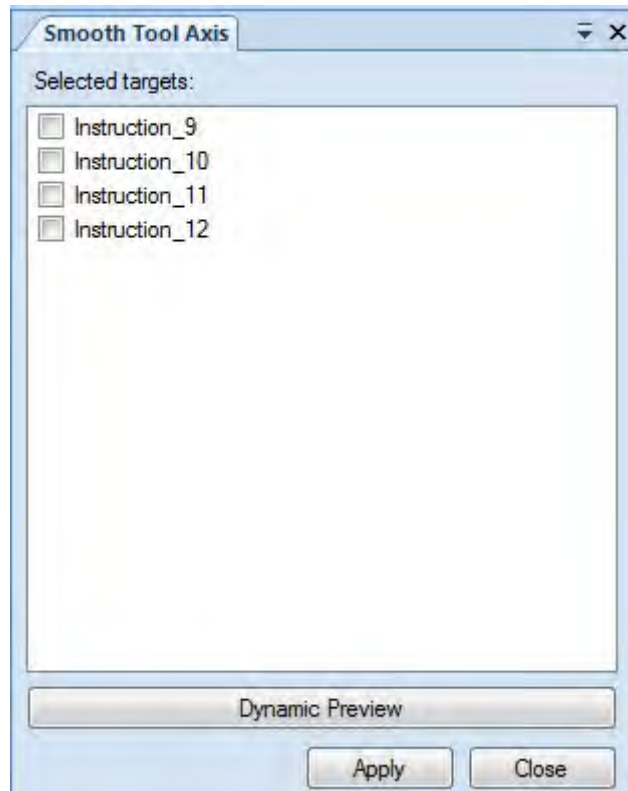 Smooth Tool Axis
Selected targets:
Instruction_9
Instruction_10
Instruction_11
Instruction_12
Dynamic Preview
Apply Close